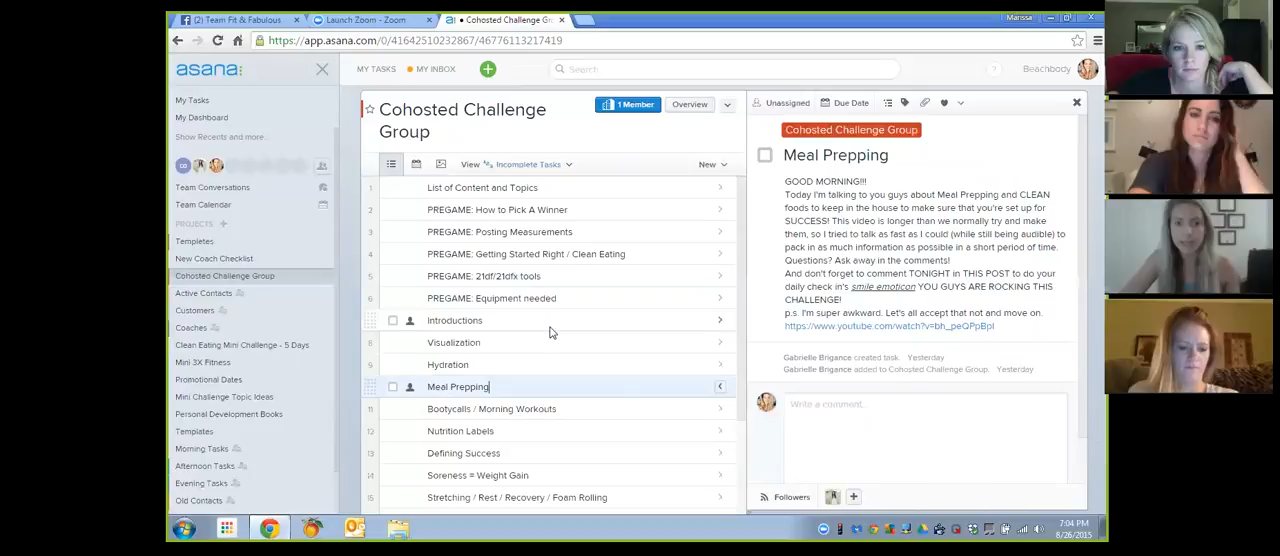 (2) Team Fit & Fabulous
Launch Zoom - Zoom
a: • Cohosted Challenge Gro
Marissa
https://app.asana.com/0/41642510232867/46776113217419
asana:
MY TASKS
MY INBOX
Search
?
Beachbody
My Tasks
My Dashboard
Show Recents and more...
Team Conversations
Team Calendar
PROJECTS
Templetes
New Coach Checklist
Cohosted Challenge Group
Active Contacts
Customers
Coaches
Clean Eating Mini Challenge - 5 Days
Mini 3X Fitness
Promotional Dates
Mini Challenge Topic Ideas
Personal Development Books
Templates
Morning Tasks
Afternoon Tasks
Evening Tasks
Old Contacts
Cohosted Challenge
Group
1 Member
Overview
View
Incomplete Tasks
New
1 List of Content and Topics
2 PREGAME: How to Pick A Winner
3 PREGAME: Posting Measurements
4 PREGAME: Getting Started Right / Clean Eating
5 PREGAME: 21df/21dfx tools
6 PREGAME: Equipment needed
Introductions
8 Visualization
9 Hydration
Meal Prepping
11 Bootycalls / Morning Workouts
12 Nutrition Labels
13 Defining Success
14 Soreness = Weight Gain
15 Stretching / Rest / Recovery / Foam Rolling
Unassigned
Due Date
Cohosted Challenge Group
Meal Prepping
GOOD MORNING!!!
Today I'm talking to you guys about Meal Prepping and CLEAN
foods to keep in the house to make sure that you're set up for
SUCCESS! This video is longer than we normally try and make
them, so I tried to talk as fast as I could (while still being audible) to
pack in as much information as possible in a short period of time.
Questions? Ask away in the comments!
And don't forget to comment TONIGHT in THIS POST to do your
daily check in's smile emoticon YOU GUYS ARE ROCKING THIS
CHALLENGE!
p.s. I'm super awkward. Let's all accept that not and move on.
https://www.youtube.com/watch?v=bh_peQPpBpI
Gabrielle Brigance created task. Yesterday
Gabrielle Brigance added to Cohosted Challenge Group. Yesterday
Write a comment...
Followers
7:04 PM
8/26/2015